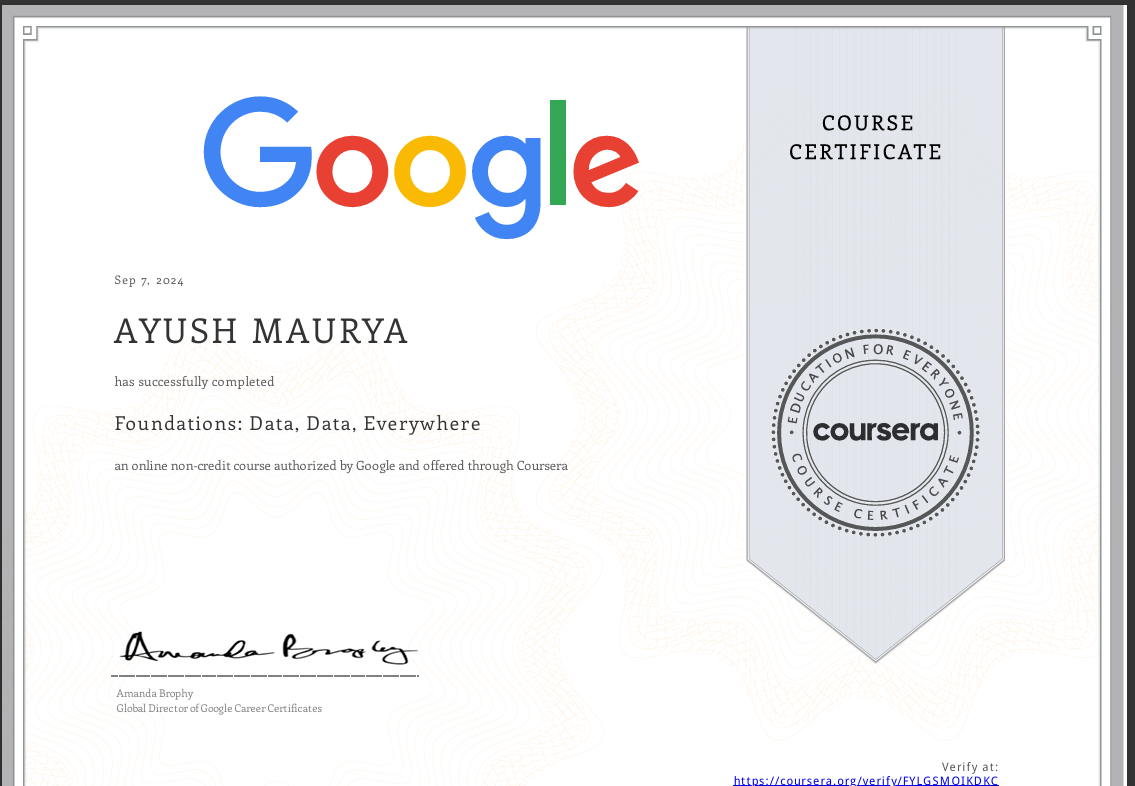 Google
COURSE
CERTIFICATE
Sep 7, 2024
AYUSH MAURYA
has successfully completed
Foundations: Data, Data, Everywhere
an online non-credit course authorized by Google and offered through Coursera
EDUCATION FOR EVERYONE
coursera
COURSE CERTIFICATE
Amanda Brophy
Amanda Brophy
Global Director of Google Career Certificates
Verify at:
https://coursera.org/verify/FYLGSMOIKDKC